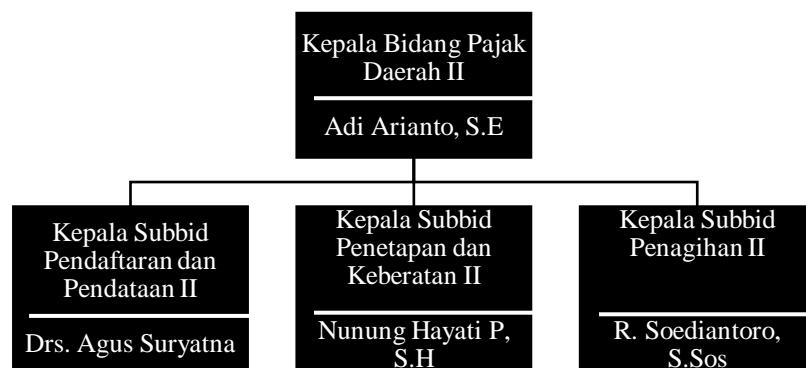 Kepala Bidang Pajak
Daerah II
Adi Arianto, S.E
Kepala Subbid
Pendaftaran dan
Pendataan II
Drs. Agus Suryatna
Kepala Subbid
Penetapan dan
Keberatan II
Nunung Hayati P,
S.H
Kepala Subbid
Penagihan II
R. Soediantoro,
S.Sos